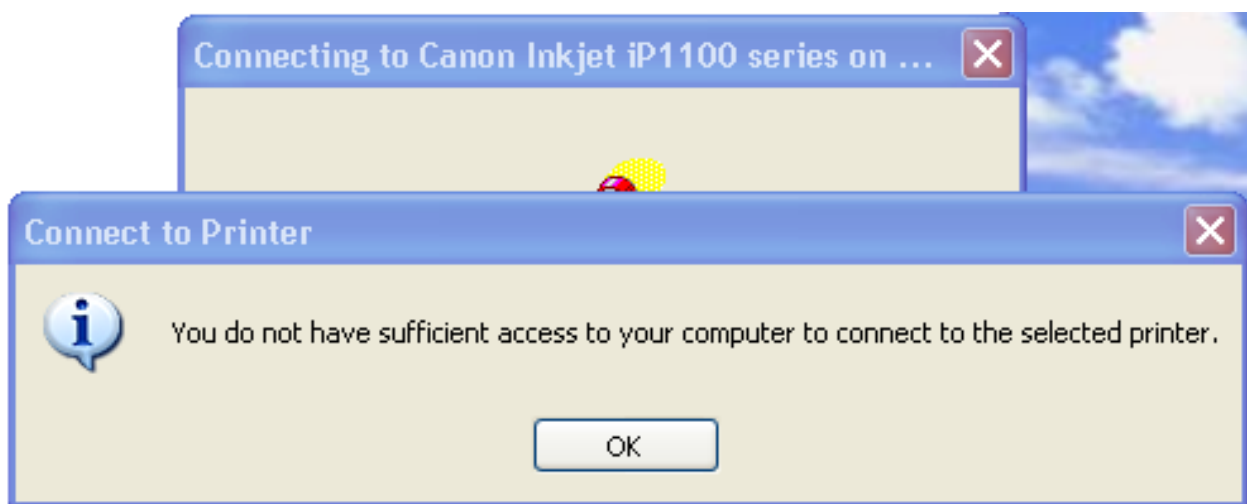 Connecting to Canon Inkjet iP1100 series on ...
Connect to Printer
You do not have sufficient access to your computer to connect to the selected printer.
OK